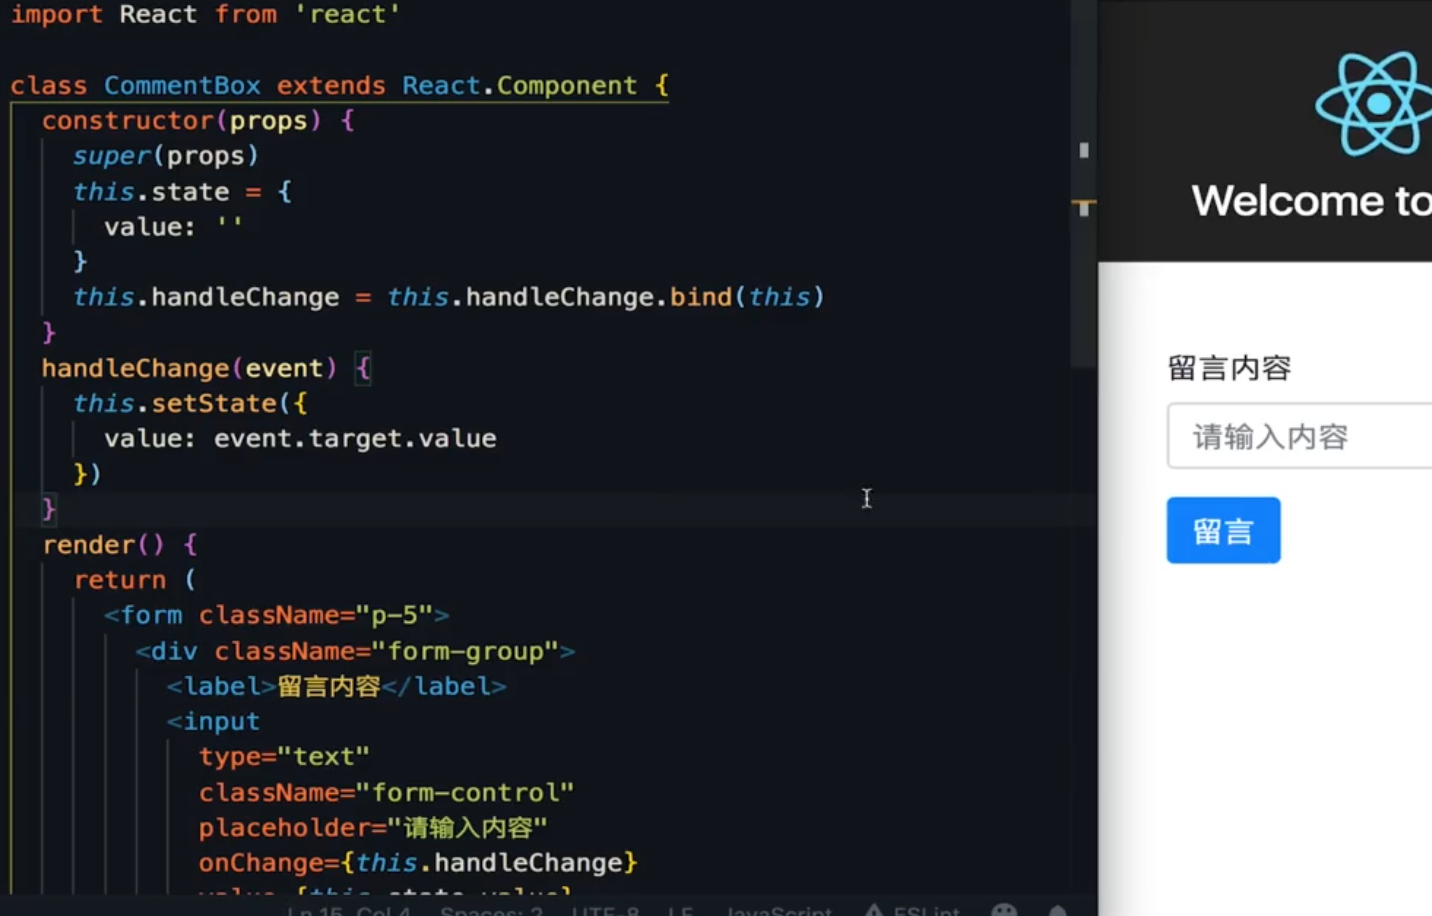 import React from 'react'
class CommentBox extends React.Component {
constructor(props) {
super(props)
this.state = {
value: ''
}
this.handleChange = this.handleChange.bind(this)
}
handleChange(event) {
this.setState({
value: event.target.value
})
}
render() {
return (
<form className="p-5">
<div className="form-group">
<label>留言内容</label>
<input
type="text"
className="form-control"
placeholder="请输入内容"
onChange={this.handleChange}
value={this.state.value}
Ln 15, Col 4 Spaces: 2 UTF-8 LF JavaScript ESLint
Welcome to
留言内容
请输入内容
留言